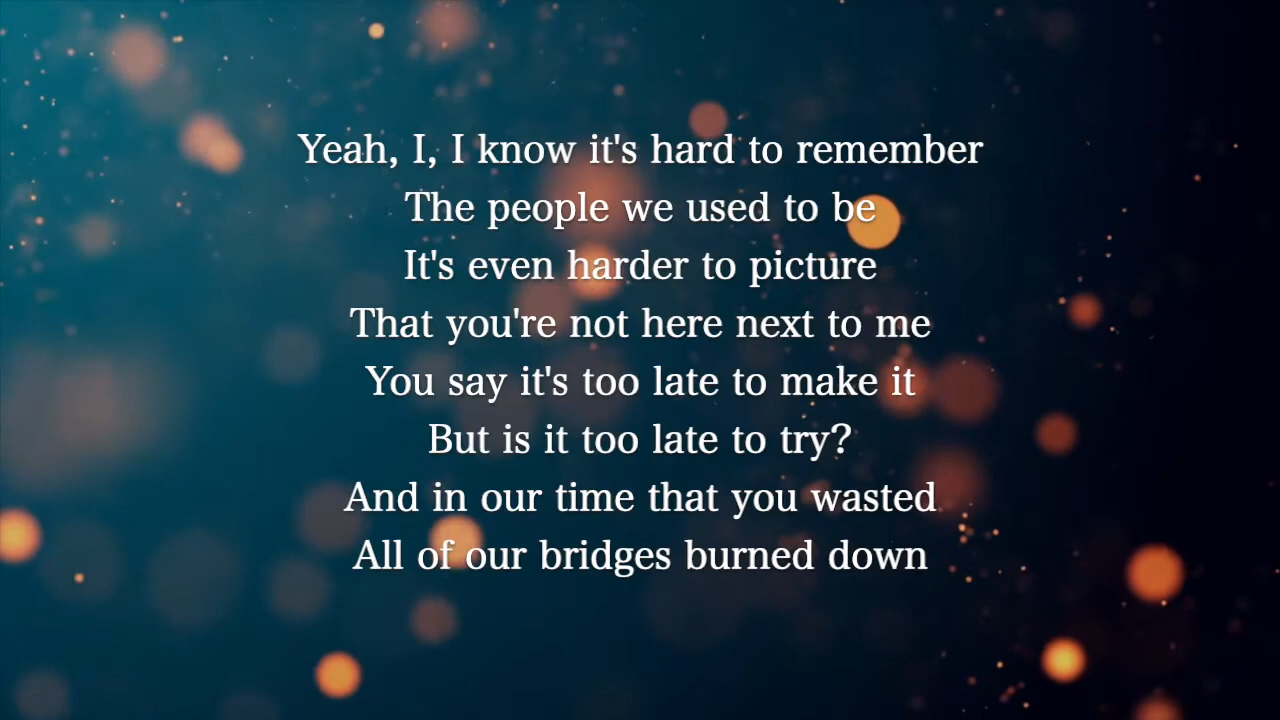 Yeah, I, I know it's hard to remember
The people we used to be
It's even harder to picture
That you're not here next to me
You say it's too late to make it
But is it too late to try?
And in our time that you wasted
All of our bridges burned down